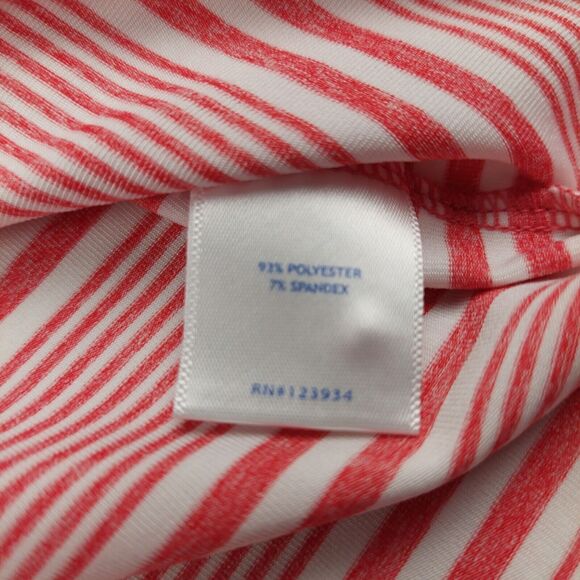 93% POLYESTER
7% SPANDEX
RN#123934